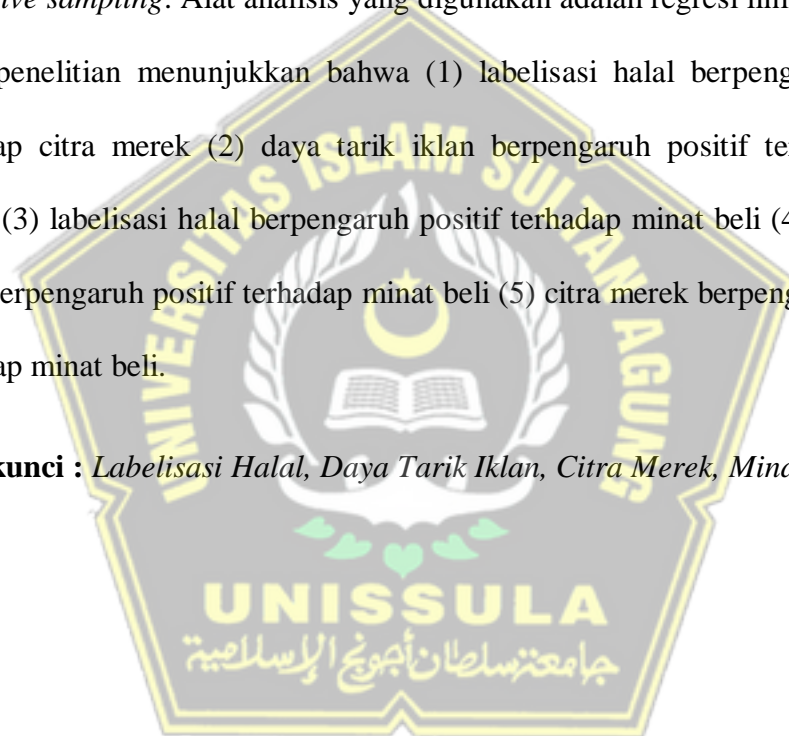 ive sampling. Alat analisis yang digunakan adalah regresi
penelitian menunjukkan bahwa (1) labelisasi halal berpeng
ap citra merek (2) daya tarik iklan berpengaruh positif te
(3) labelisasi halal berpengaruh positif terhadap minat beli (4
berpengaruh positif terhadap minat beli (5) citra merek berpeng
ap minat beli.
kunci : Labelisasi Halal, Daya Tarik Iklan, Citra Merek, Mina
UNIVERSITAS ISLAM SULTAN AGUNG
UNISSULA
جامعة سلطان أجونج الإسلامية